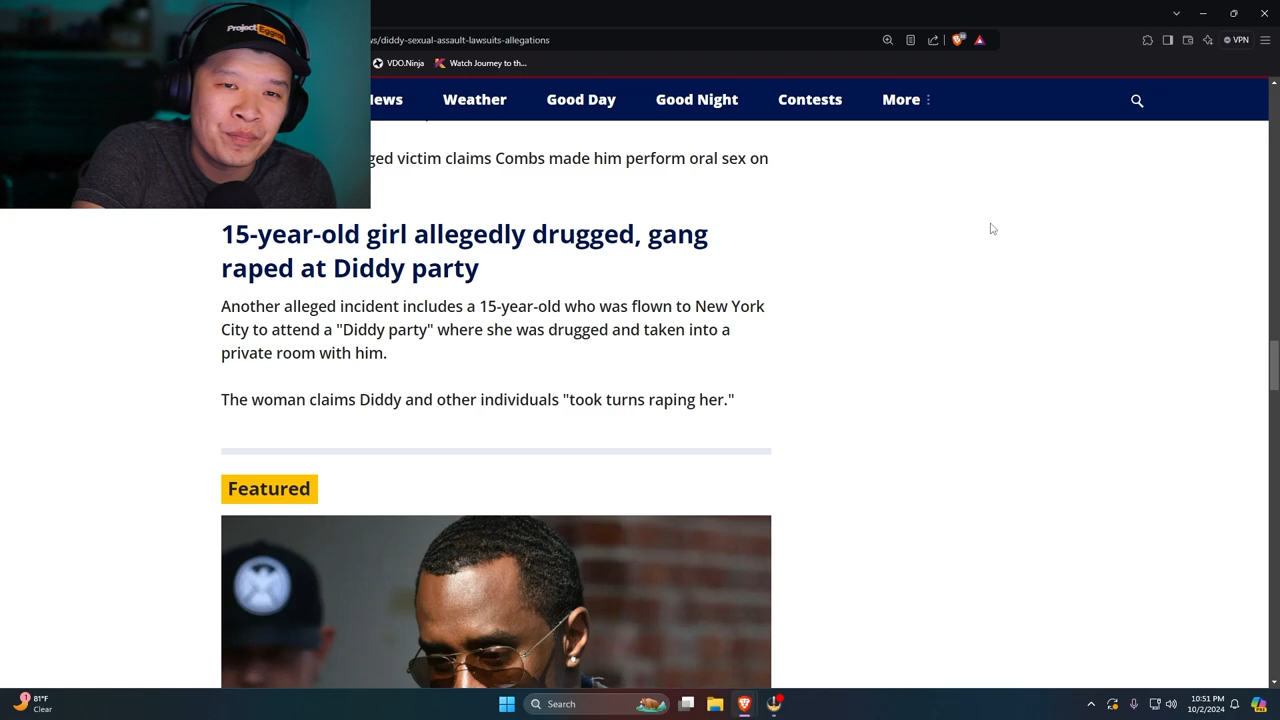 Project Eggmi
ws/diddy-sexual-assault-lawsuits-allegations
VPN
VDO.Ninja
Watch Journey to th...
News
Weather
Good Day
Good Night
Contests
More
ged victim claims Combs made him perform oral sex on
15-year-old girl allegedly drugged, gang
raped at Diddy party
Another alleged incident includes a 15-year-old who was flown to New York
City to attend a "Diddy party" where she was drugged and taken into a
private room with him.
The woman claims Diddy and other individuals "took turns raping her."
Featured
81°F
Clear
Search
10:51 PM
10/2/2024